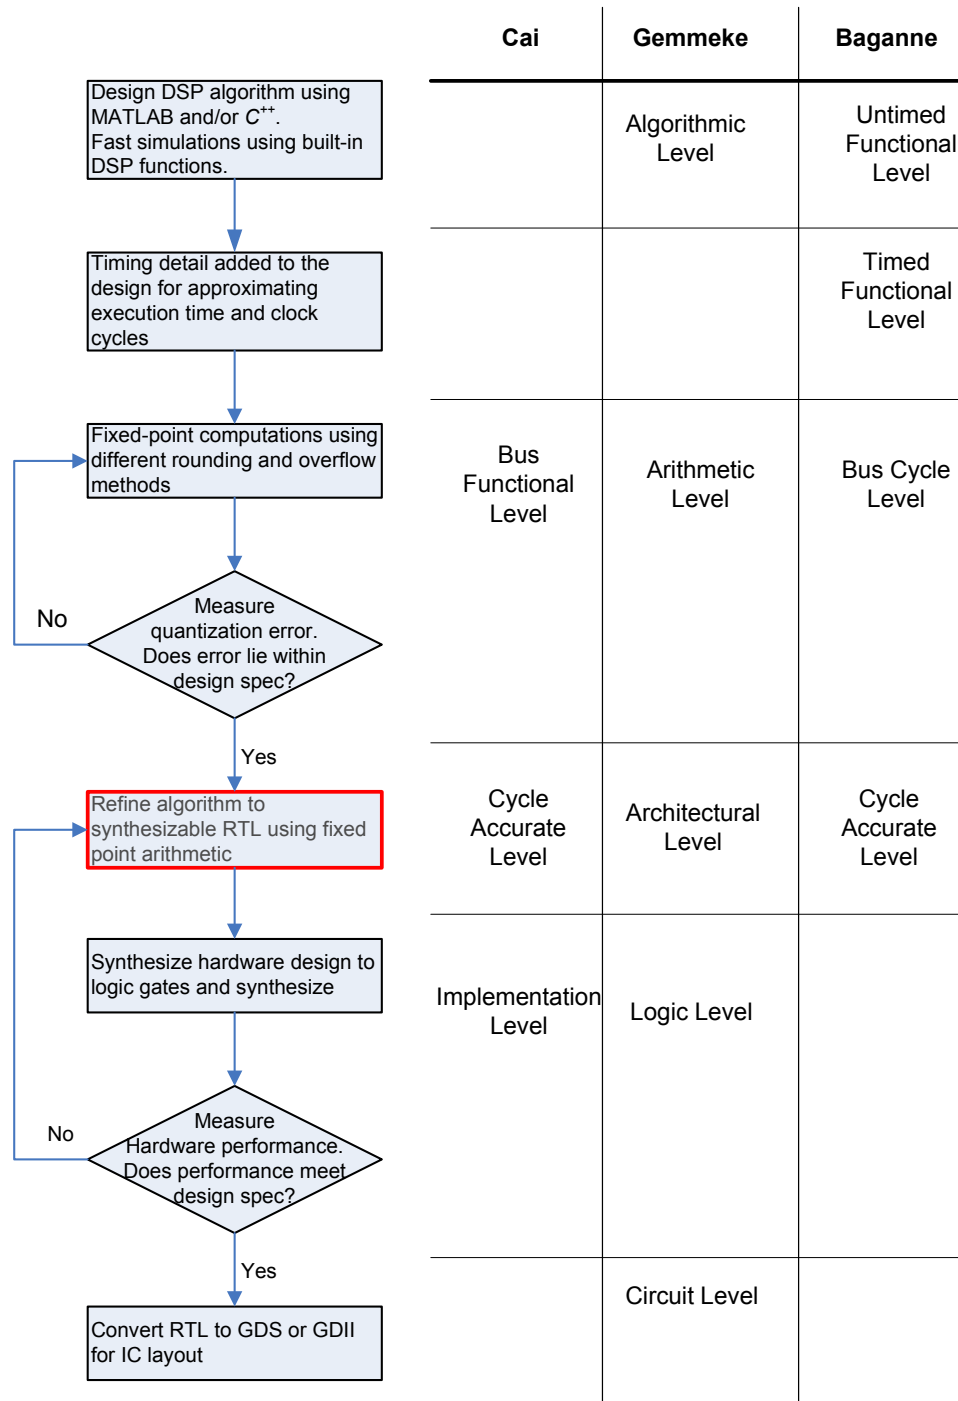 Cai
Gemmeke
Baganne
Design DSP algorithm using
MATLAB and/or C++.
Fast simulations using built-in
DSP functions.
Algorithmic
Level
Untimed
Functional
Level
Timing detail added to the
design for approximating
execution time and clock
cycles
Timed
Functional
Level
Fixed-point computations using
different rounding and overflow
methods
Bus
Functional
Level
Arithmetic
Level
Bus Cycle
Level
No
Measure
quantization error.
Does error lie within
design spec?
Yes
Refine algorithm to
synthesizable RTL using fixed
point arithmetic
Cycle
Accurate
Level
Architectural
Level
Cycle
Accurate
Level
Synthesize hardware design to
logic gates and synthesize
Implementation
Level
Logic Level
No
Measure
Hardware performance.
Does performance meet
design spec?
Yes
Convert RTL to GDS or GDII
for IC layout
Circuit Level